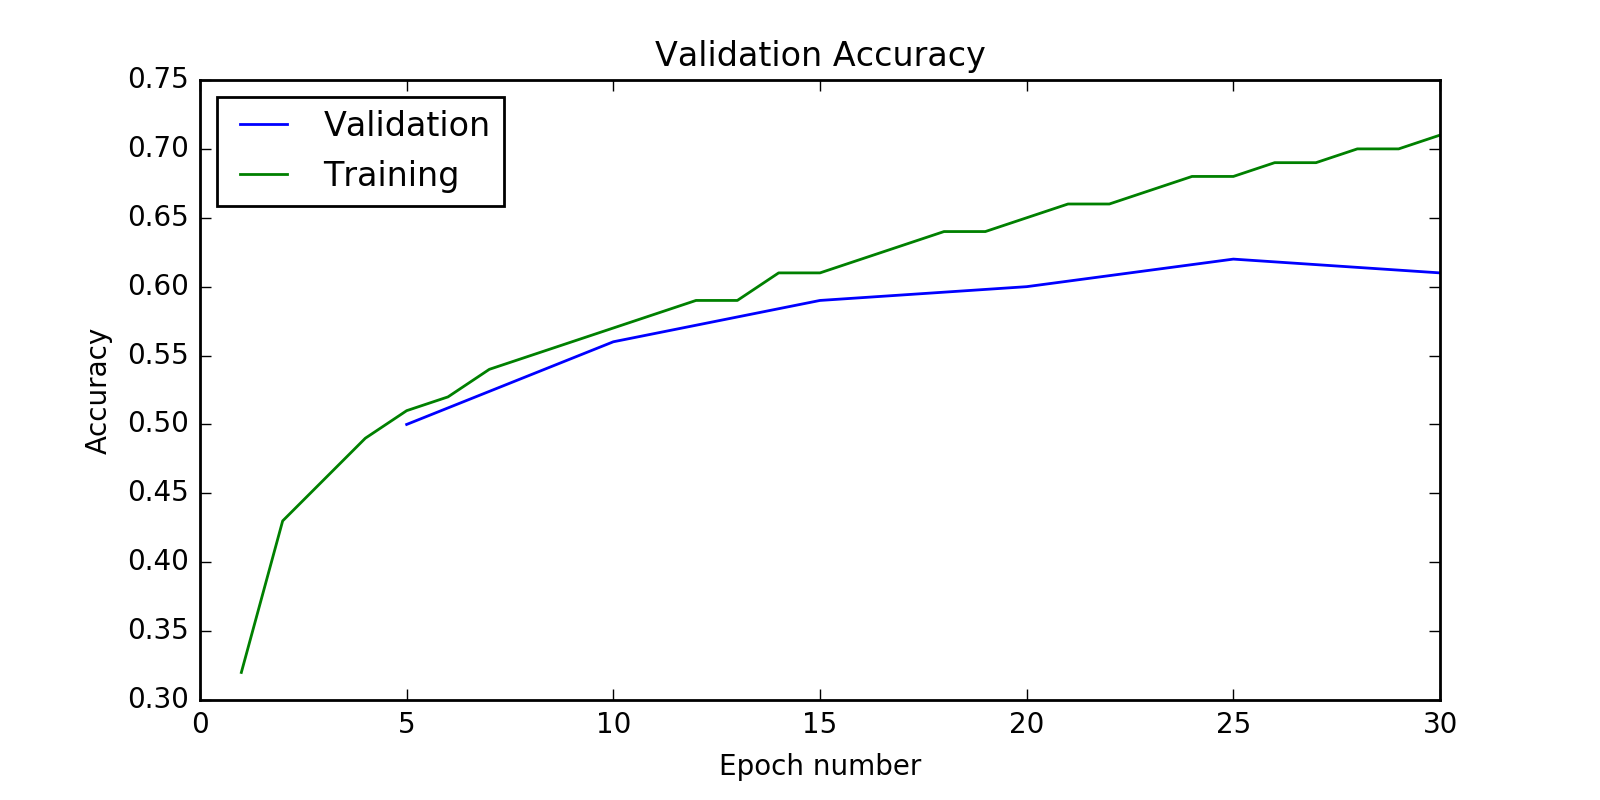 Validation Accuracy
0.75
Validation
Training
0.70
0.65
0.60
0.55
0.50
0.45
0.40
0.35
0.30
Accuracy
0 5 10 15 20 25 30
Epoch number